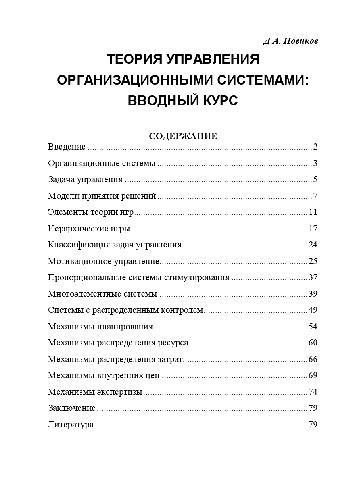 Д.А. Новиков
ТЕОРИЯ УПРАВЛЕНИЯ
ОРГАНИЗАЦИОННЫМИ СИСТЕМАМИ:
ВВОДНЫЙ КУРС
СОДЕРЖАНИЕ
Введение ... 2
Организационные системы ... 3
Задача управления ... 5
Модели принятия решений ... 7
Элементы теории игр ... 11
Иерархические игры ... 17
Классификация задач управления ... 24
Мотивационное управление ... 25
Пропорциональные системы стимулирования ... 37
Многоэлементные системы ... 39
Системы с распределенным контролем ... 49
Механизмы планирования ... 54
Механизмы распределения ресурса ... 60
Механизмы распределения затрат ... 66
Механизмы внутренних цен ... 69
Механизмы экспертизы ... 74
Заключение ... 79
Литература ... 79